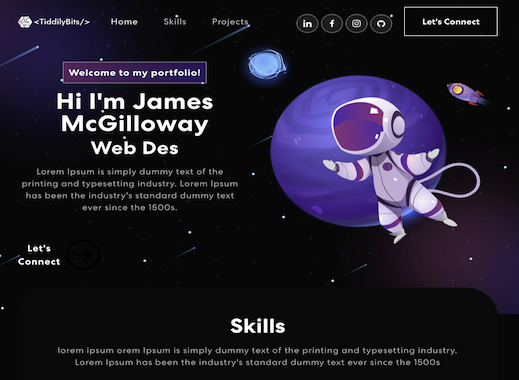 <TiddilyBits/>
Home
Skills
Projects
Let's Connect
Welcome to my portfolio!
Hi I'm James
McGilloway
Web Des
Lorem Ipsum is simply dummy text of the
printing and typesetting industry. Lorem Ipsum
has been the industry's standard dummy text
ever since the 1500s.
Let's
Connect
Skills
lorem ipsum orem Ipsum is simply dummy text of the printing and typesetting industry.
Lorem Ipsum has been the industry's standard dummy text ever since the 1500s